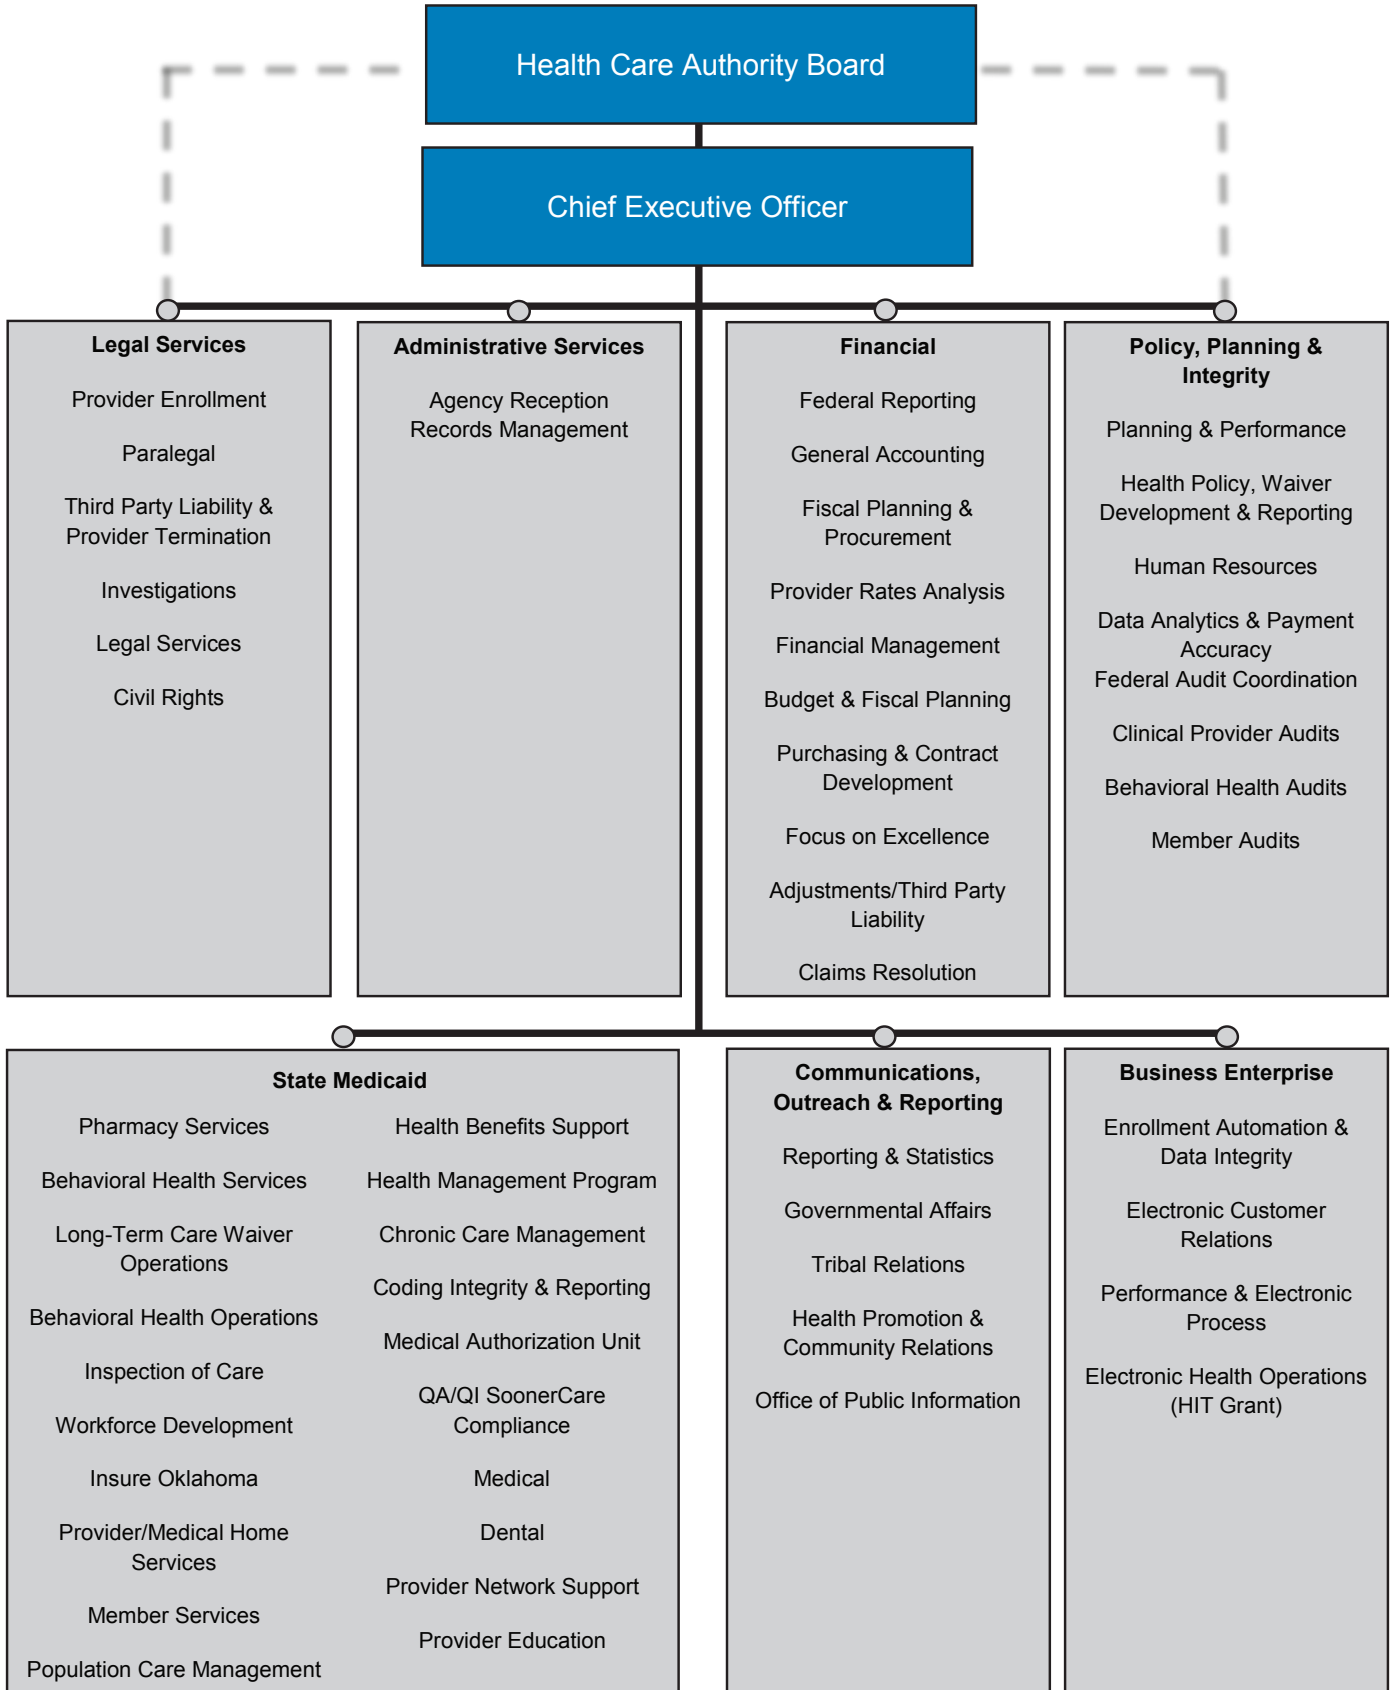 Health Care Authority Board
Chief Executive Officer
Legal Services
Provider Enrollment
Paralegal
Third Party Liability &
Provider Termination
Investigations
Legal Services
Civil Rights
Administrative Services
Agency Reception
Records Management
Financial
Federal Reporting
General Accounting
Fiscal Planning &
Procurement
Provider Rates Analysis
Financial Management
Budget & Fiscal Planning
Purchasing & Contract
Development
Focus on Excellence
Adjustments/Third Party
Liability
Claims Resolution
Policy, Planning &
Integrity
Planning & Performance
Health Policy, Waiver
Development & Reporting
Human Resources
Data Analytics & Payment
Accuracy
Federal Audit Coordination
Clinical Provider Audits
Behavioral Health Audits
Member Audits
State Medicaid
Pharmacy Services
Behavioral Health Services
Long-Term Care Waiver
Operations
Behavioral Health Operations
Inspection of Care
Workforce Development
Insure Oklahoma
Provider/Medical Home
Services
Member Services
Population Care Management
Health Benefits Support
Health Management Program
Chronic Care Management
Coding Integrity & Reporting
Medical Authorization Unit
QA/QI SoonerCare
Compliance
Medical
Dental
Provider Network Support
Provider Education
Communications,
Outreach & Reporting
Reporting & Statistics
Governmental Affairs
Tribal Relations
Health Promotion &
Community Relations
Office of Public Information
Business Enterprise
Enrollment Automation &
Data Integrity
Electronic Customer
Relations
Performance & Electronic
Process
Electronic Health Operations
(HIT Grant)